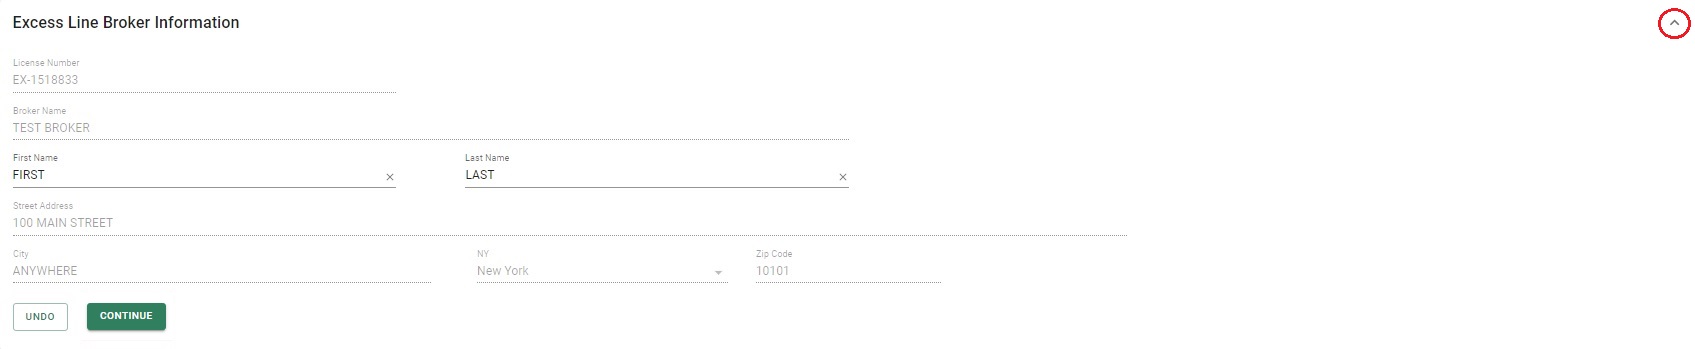 Excess Line Broker Information
License Number
EX-1518833
Broker Name
TEST BROKER
First Name Last Name
FIRST LAST
Street Address
100 MAIN STREET
City NY Zip Code
ANYWHERE New York 10101
UNDO CONTINUE